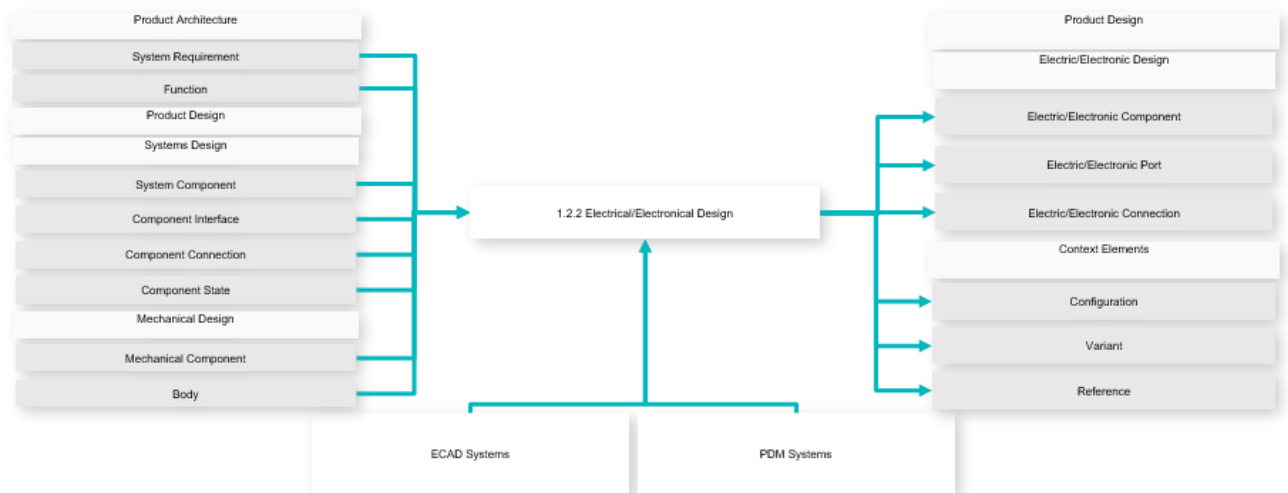 Product Architecture
System Requirement
Function
Product Design
Systems Design
System Component
Component Interface
Component Connection
Component State
Mechanical Design
Mechanical Component
Body
1.2.2 Electrical/Electronical Design
ECAD Systems
PDM Systems
Product Design
Electric/Electronic Design
Electric/Electronic Component
Electric/Electronic Port
Electric/Electronic Connection
Context Elements
Configuration
Variant
Reference